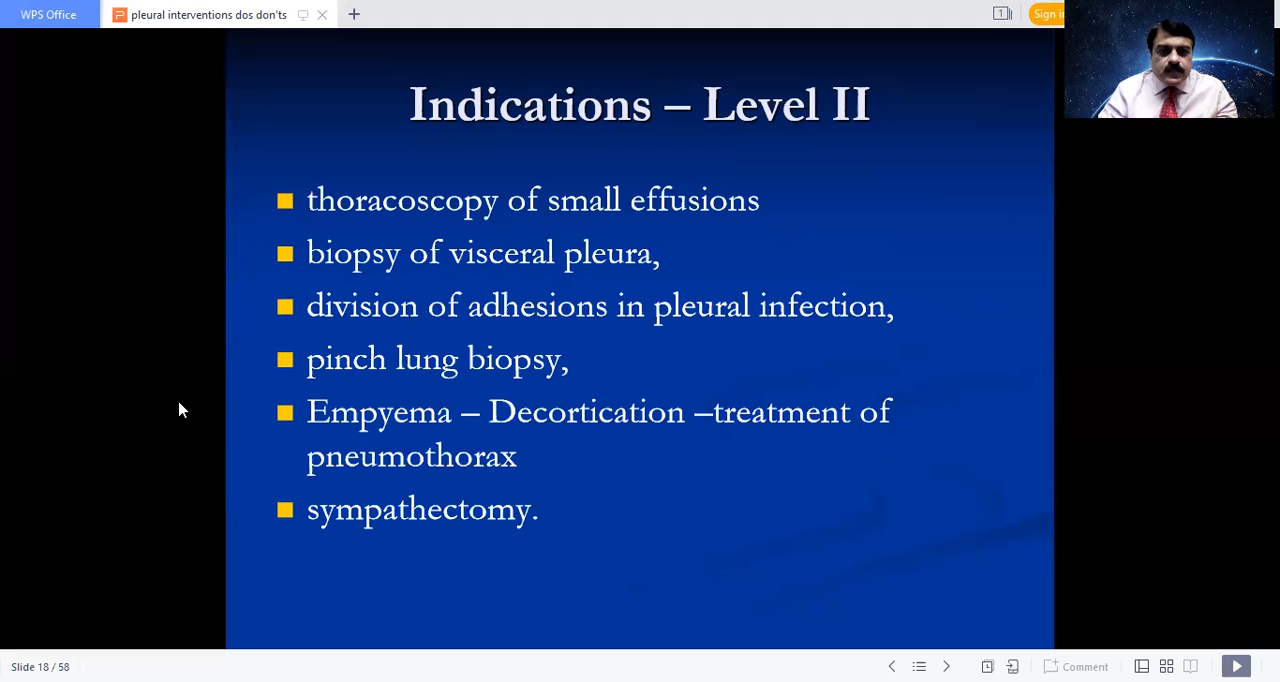 WPS Office
pleural interventions dos don'ts
1
Sign in
Indications – Level II
thoracoscopy of small effusions
biopsy of visceral pleura,
division of adhesions in pleural infection,
pinch lung biopsy,
Empyema – Decortication –treatment of
pneumothorax
sympathectomy.
Slide 18 / 58
Comment